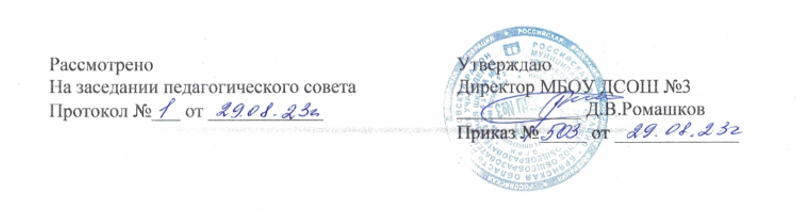 Рассмотрено
На заседании педагогического совета
Протокол № 1 от 29.08.23г
Утверждаю
Директор МБОУ ДСОШ №3
Д.В.Ромашков
Приказ № 503 от 29.08.23г